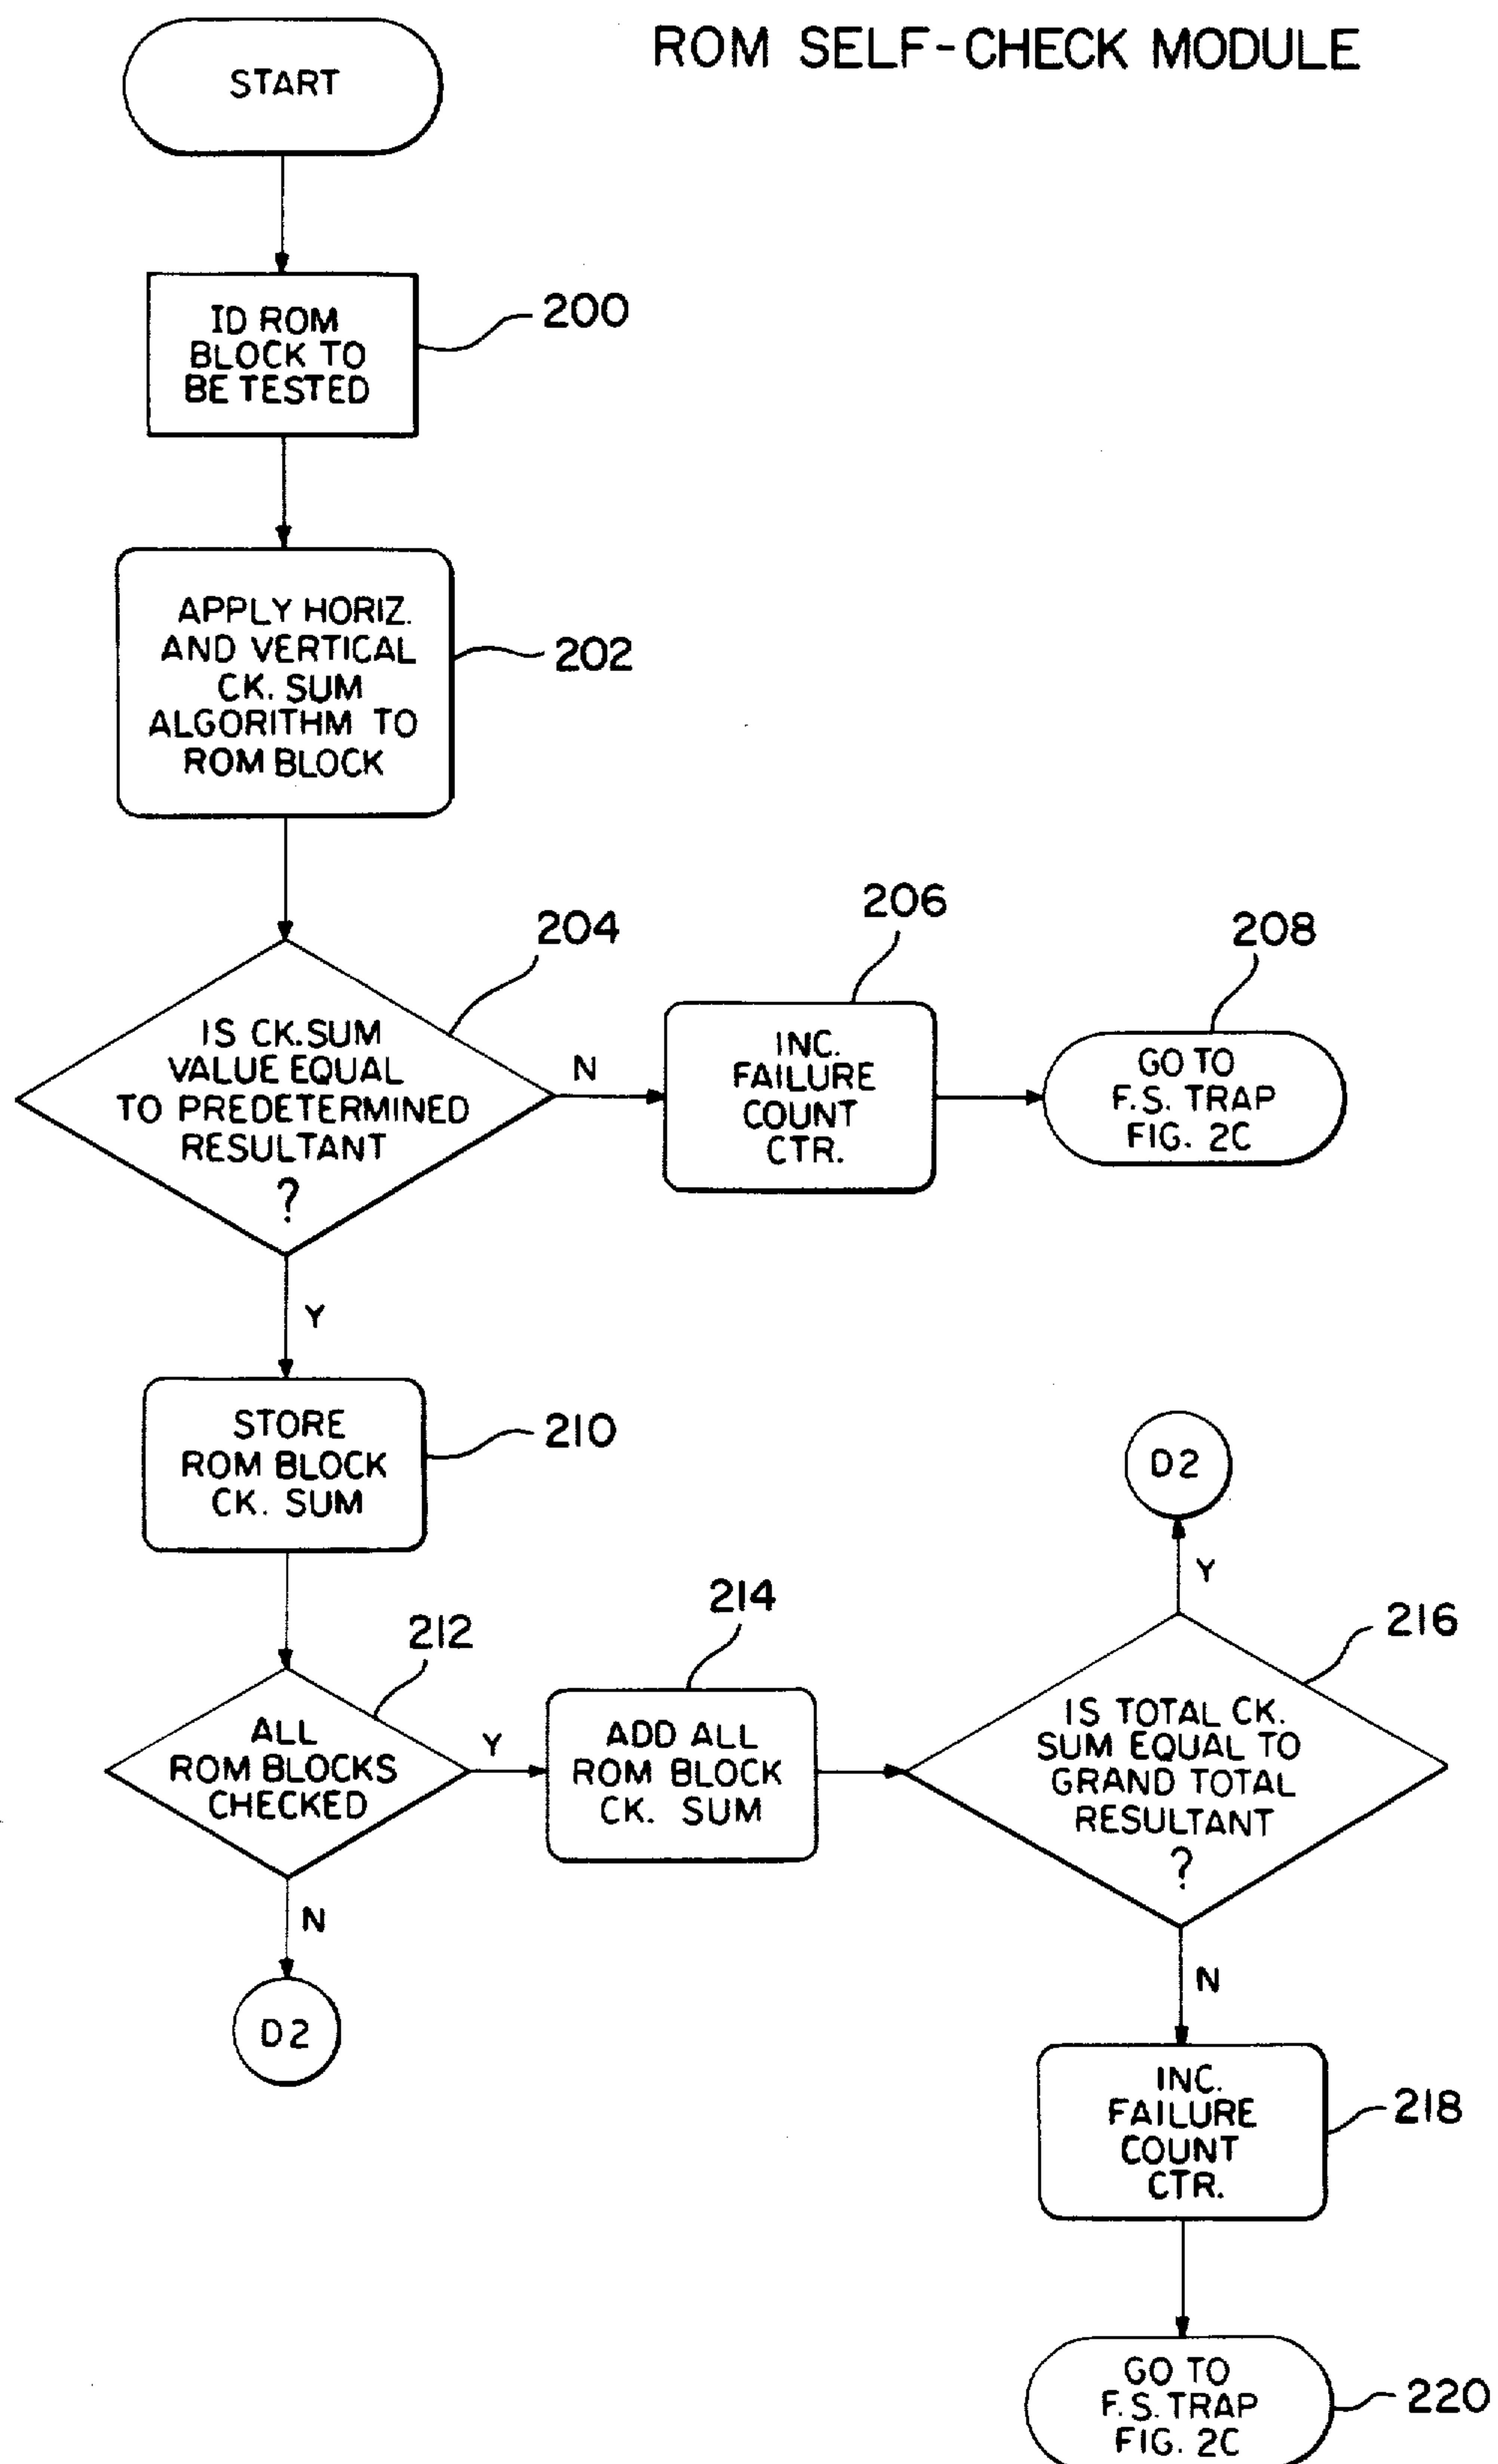 ROM SELF-CHECK MODULE
START
ID ROM
BLOCK TO
BE TESTED
200
APPLY HORIZ.
AND VERTICAL
CK. SUM
ALGORITHM TO
ROM BLOCK
202
204
IS CK.SUM
VALUE EQUAL
TO PREDETERMINED
RESULTANT
?
N
206
INC.
FAILURE
COUNT
CTR.
208
GO TO
F.S. TRAP
FIG. 2C
Y
STORE
ROM BLOCK
CK. SUM
210
212
ALL
ROM BLOCKS
CHECKED
Y
214
ADD ALL
ROM BLOCK
CK. SUM
D2
Y
216
IS TOTAL CK.
SUM EQUAL TO
GRAND TOTAL
RESULTANT
?
N
D2
N
INC.
FAILURE
COUNT
CTR.
218
GO TO
F.S. TRAP
FIG. 2C
220